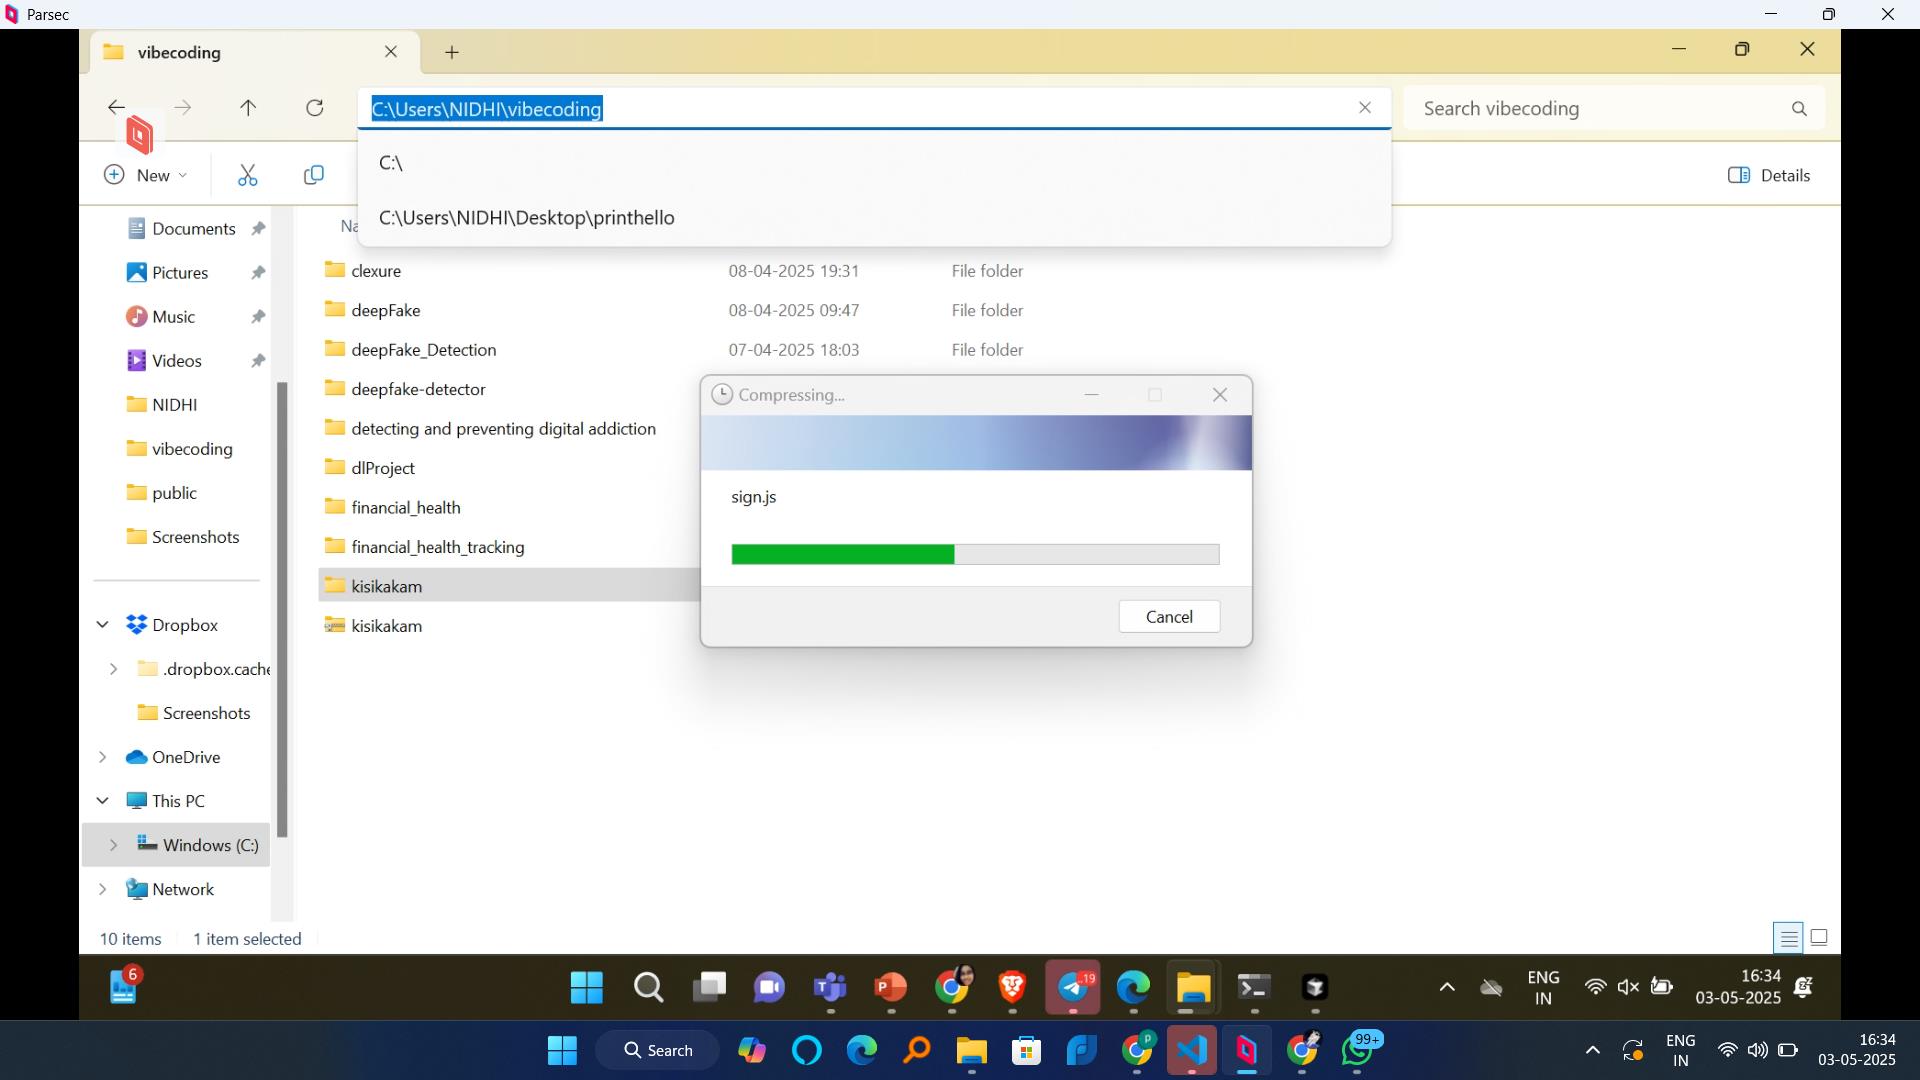 Parsec
vibecoding
C:\Users\NIDHI\vibecoding
Search vibecoding
C:\
C:\Users\NIDHI\Desktop\printhello
New
Details
Documents
Pictures
Music
Videos
NIDHI
vibecoding
public
Screenshots
Dropbox
.dropbox.cache
Screenshots
OneDrive
This PC
Windows (C:)
Network
Na
clexure 08-04-2025 19:31 File folder
deepFake 08-04-2025 09:47 File folder
deepFake_Detection 07-04-2025 18:03 File folder
deepfake-detector
detecting and preventing digital addiction
dlProject
financial_health
financial_health_tracking
kisikakam
kisikakam
Compressing...
sign.js
Cancel
10 items 1 item selected
6
19
ENG
IN
16:34
03-05-2025
Search
99+
ENG
IN
16:34
03-05-2025